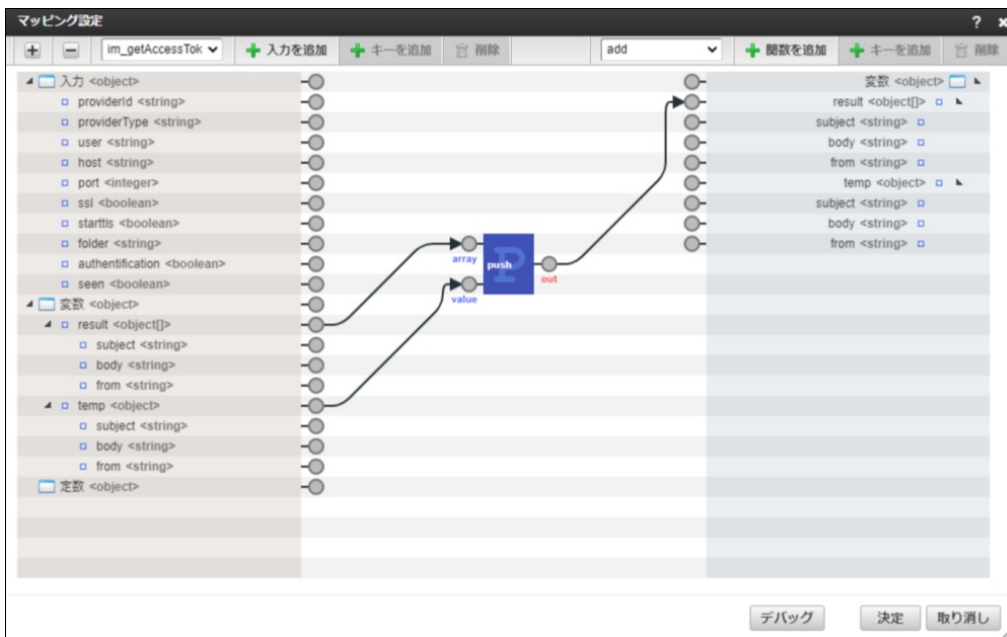 マッピング設定 ?
im_getAccessTok 入力を追加 キーを追加 削除 add 関数を追加 キーを追加 削除
入力 <object>
providerId <string>
providerType <string>
user <string>
host <string>
port <integer>
ssl <boolean>
starttls <boolean>
folder <string>
authentification <boolean>
seen <boolean>
変数 <object>
result <object[]>
subject <string>
body <string>
from <string>
temp <object>
subject <string>
body <string>
from <string>
定数 <object>
array
push
value
out
変数 <object>
result <object[]>
subject <string>
body <string>
from <string>
temp <object>
subject <string>
body <string>
from <string>
デバッグ 決定 取り消し